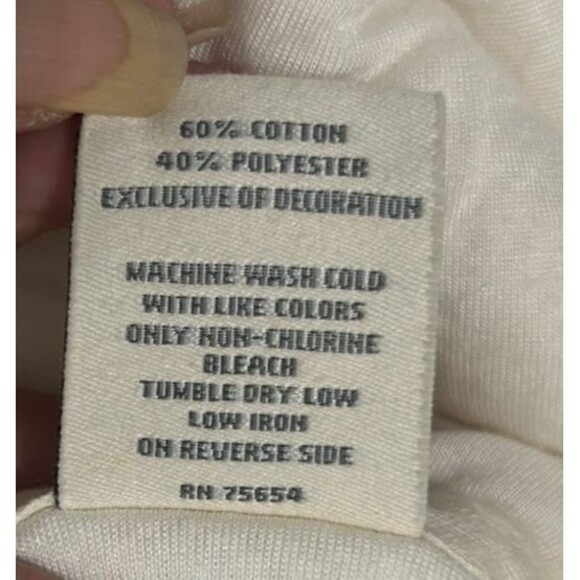 60% COTTON
40% POLYESTER
EXCLUSIVE OF DECORATION
MACHINE WASH COLD
WITH LIKE COLORS
ONLY NON-CHLORINE
BLEACH
TUMBLE DRY LOW
LOW IRON
ON REVERSE SIDE
RN 75654